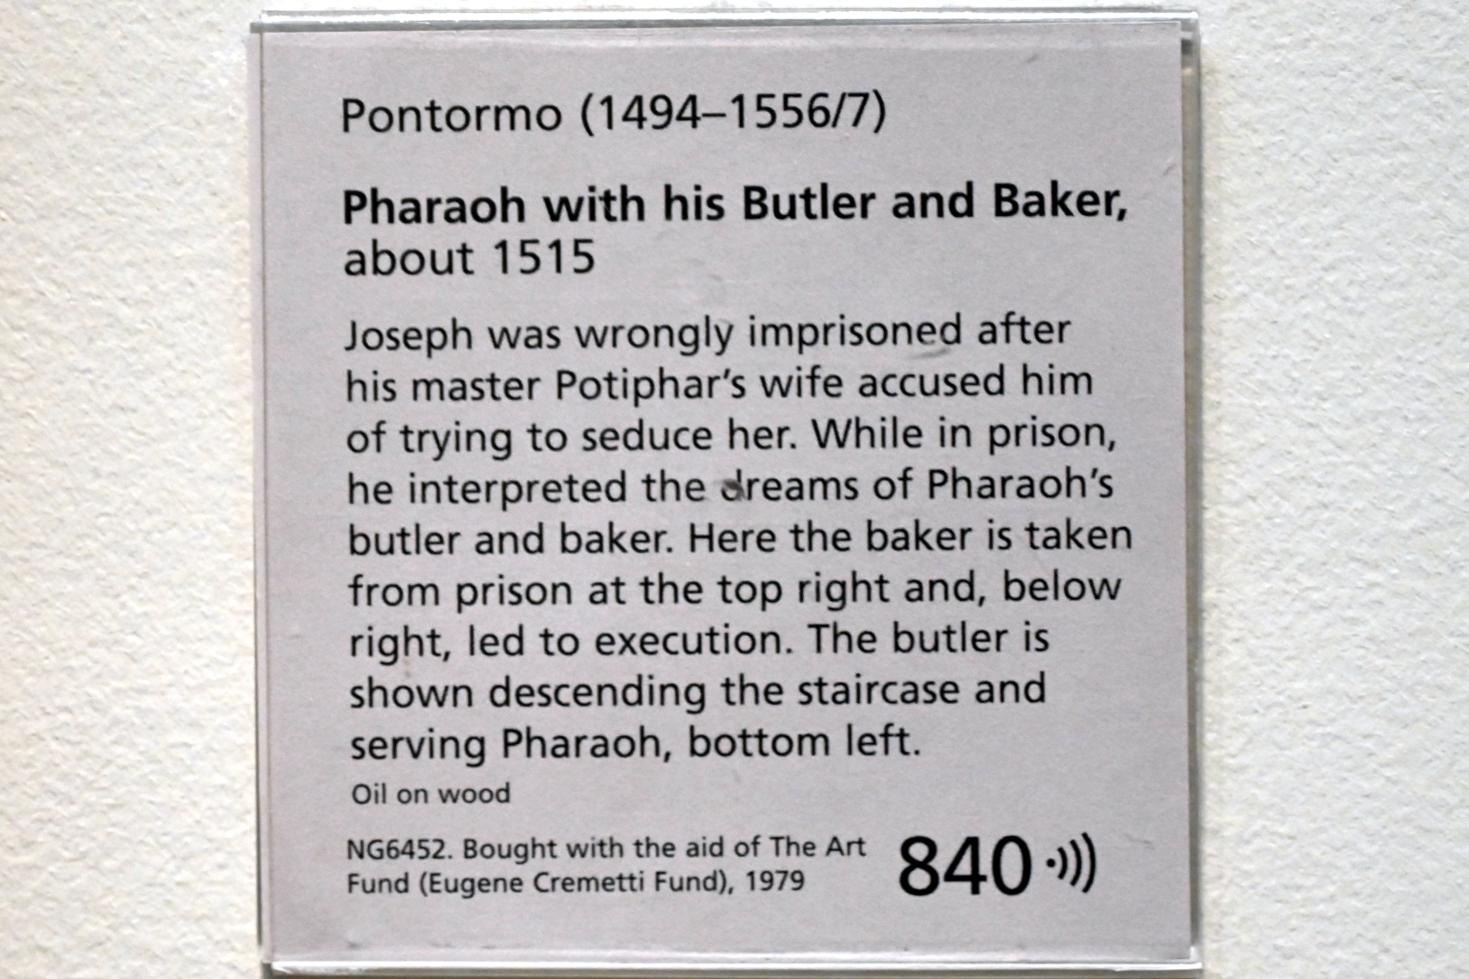 Pontormo (1494–1556/7)
Pharaoh with his Butler and Baker,
about 1515
Joseph was wrongly imprisoned after
his master Potiphar’s wife accused him
of trying to seduce her. While in prison,
he interpreted the dreams of Pharaoh’s
butler and baker. Here the baker is taken
from prison at the top right and, below
right, led to execution. The butler is
shown descending the staircase and
serving Pharaoh, bottom left.
Oil on wood
NG6452. Bought with the aid of The Art
Fund (Eugene Cremetti Fund), 1979
840